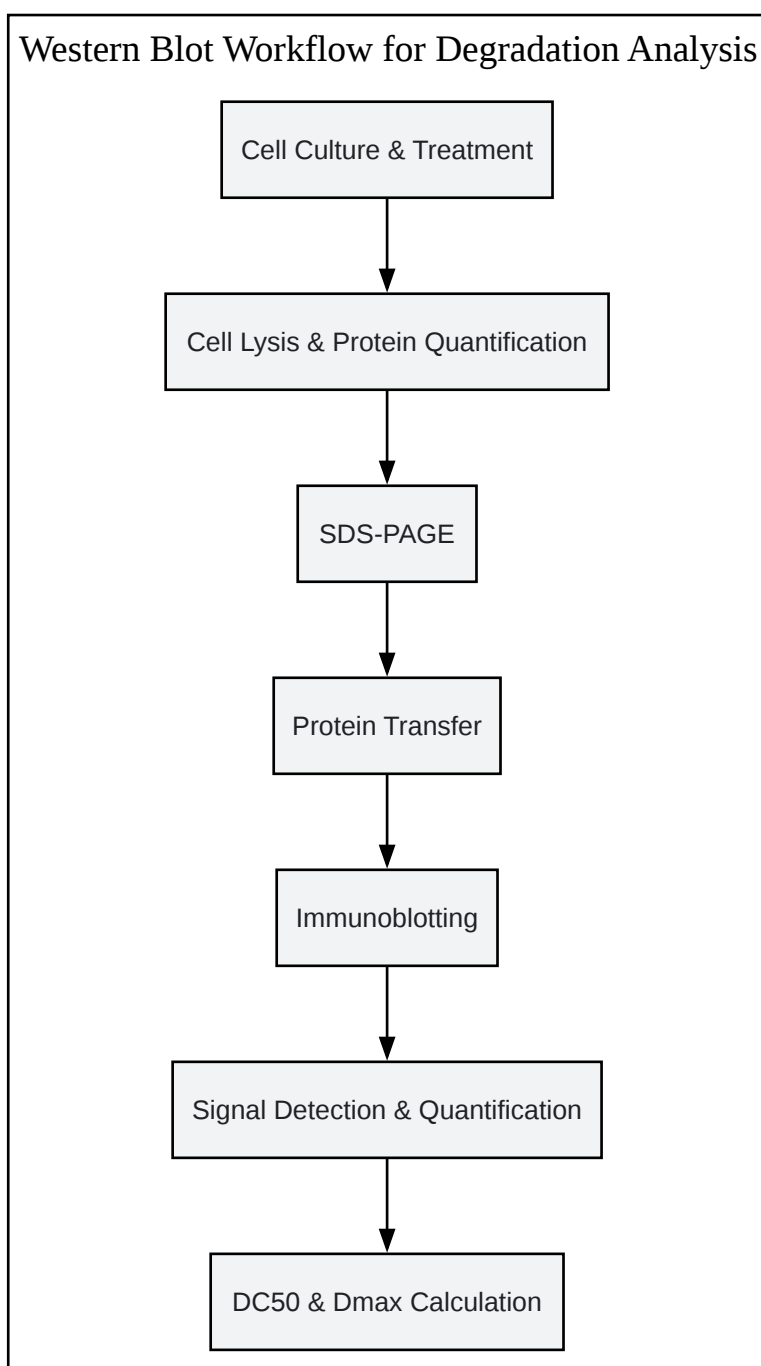 Western Blot Workflow for Degradation Analysis
Cell Culture & Treatment
Cell Lysis & Protein Quantification
SDS-PAGE
Protein Transfer
Immunoblotting
Signal Detection & Quantification
DC50 & Dmax Calculation